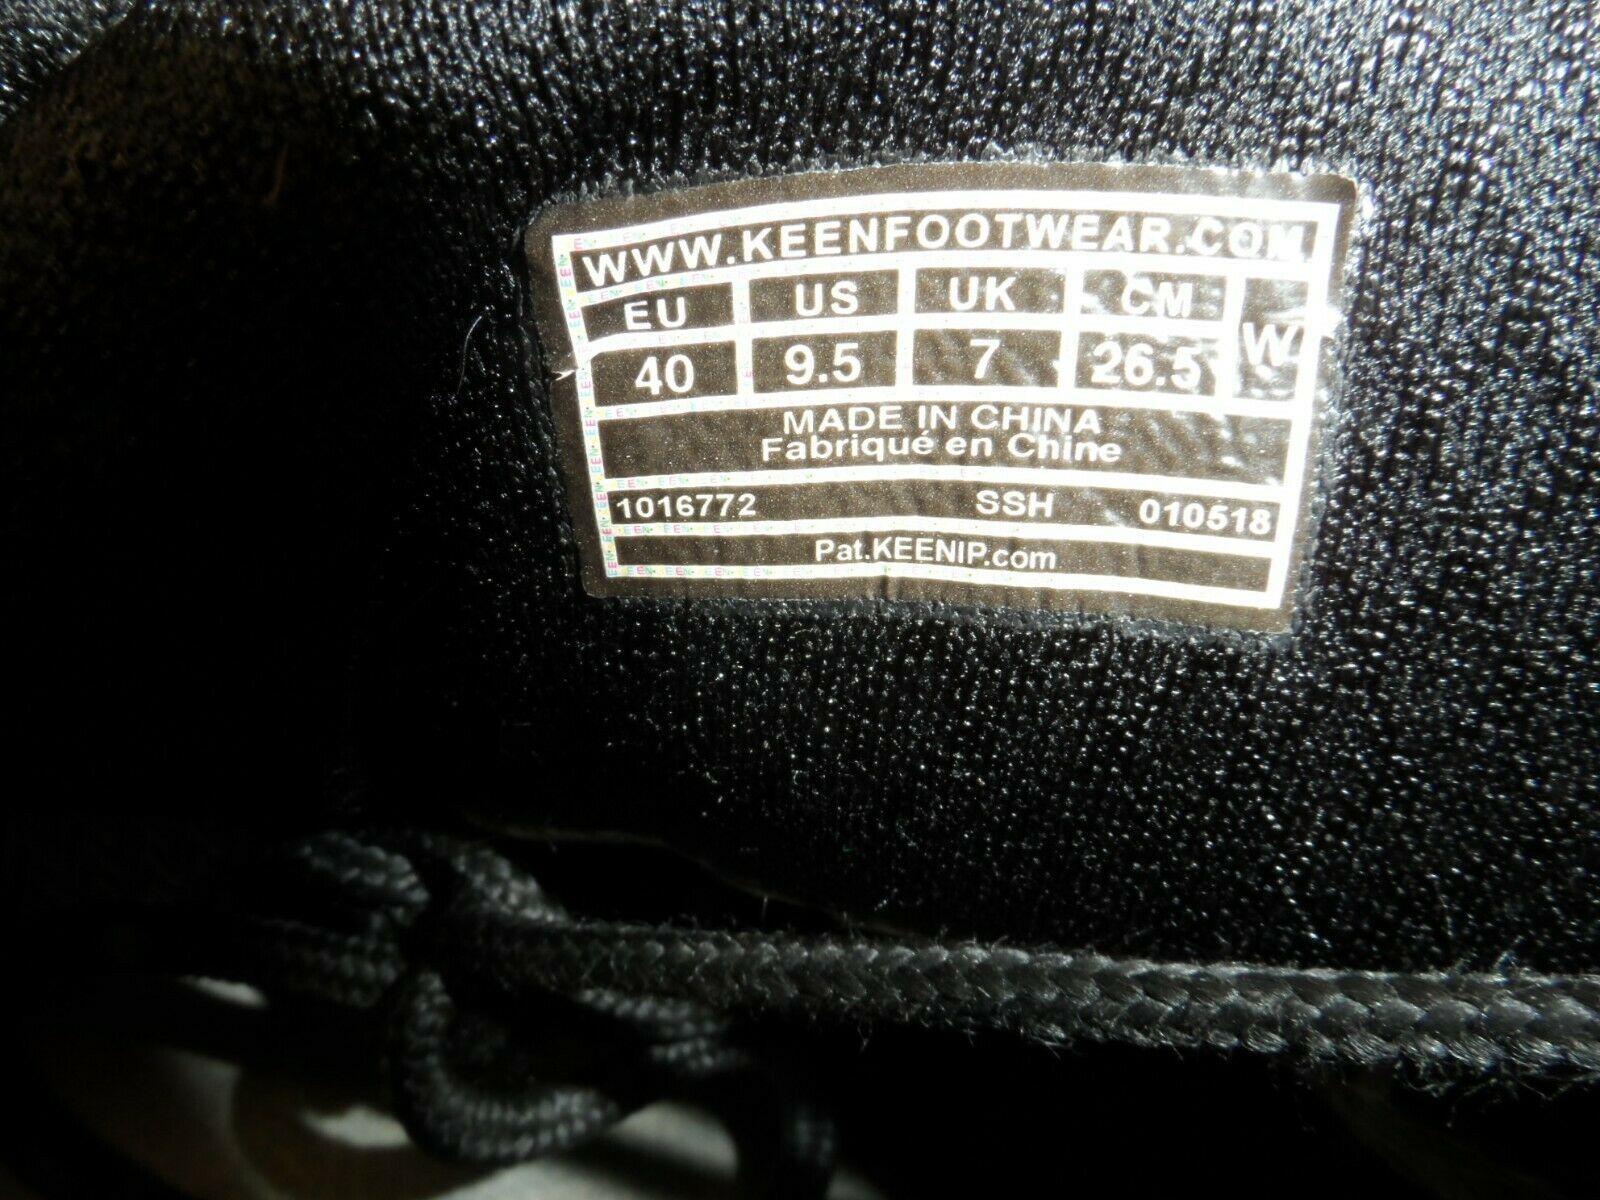 WWW.KEENFOOTWEAR.COM
EU US UK CM W
40 9.5 7 26.5
MADE IN CHINA
Fabriqué en Chine
1016772 SSH 010518
Pat.KEENIP.com